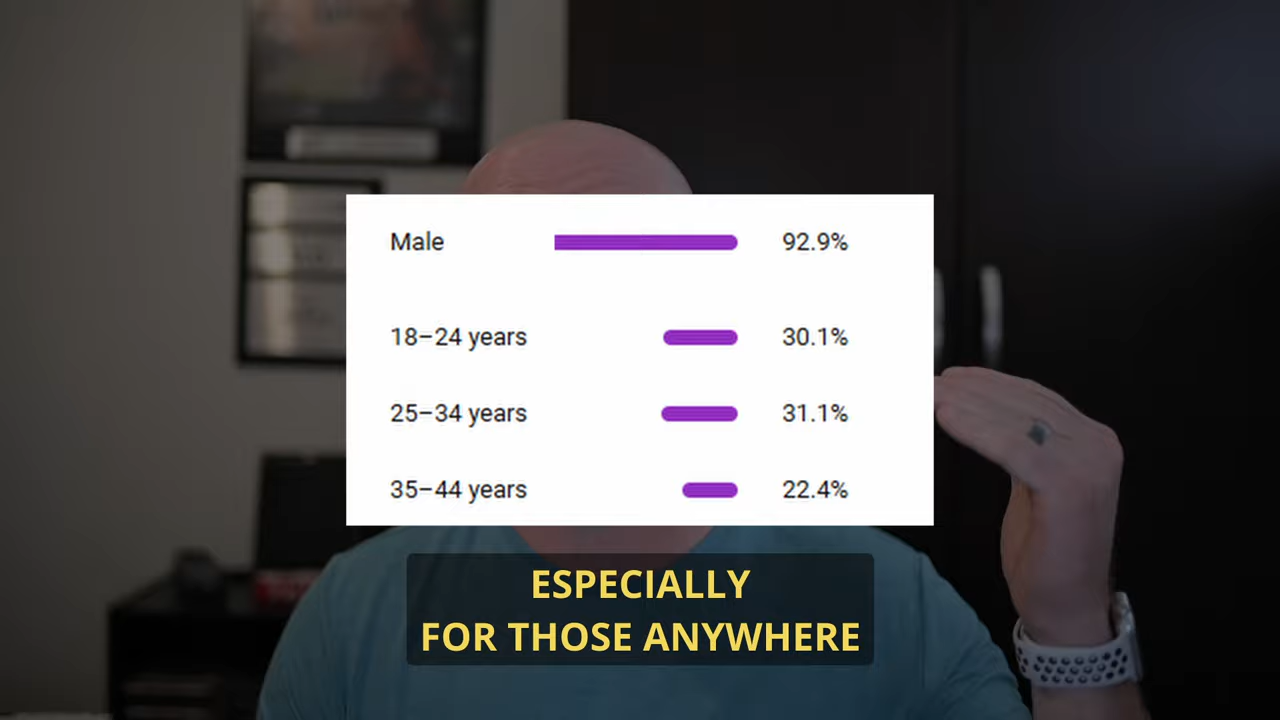 Male 92.9%
18–24 years 30.1%
25–34 years 31.1%
35–44 years 22.4%
ESPECIALLY
FOR THOSE ANYWHERE